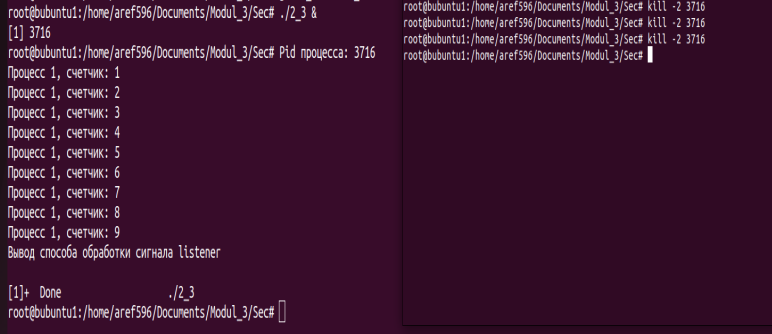 root@bubuntu1:/home/aref596/Documents/Modul_3/Sec# ./2_3 &
[1] 3716
root@bubuntu1:/home/aref596/Documents/Modul_3/Sec# Pid процесса: 3716
Процесс 1, счетчик: 1
Процесс 1, счетчик: 2
Процесс 1, счетчик: 3
Процесс 1, счетчик: 4
Процесс 1, счетчик: 5
Процесс 1, счетчик: 6
Процесс 1, счетчик: 7
Процесс 1, счетчик: 8
Процесс 1, счетчик: 9
Вывод способа обработки сигнала listener
[1]+  Done                    ./2_3
root@bubuntu1:/home/aref596/Documents/Modul_3/Sec#
root@bubuntu1:/home/aref596/Documents/Modul_3/Sec# kill -2 3716
root@bubuntu1:/home/aref596/Documents/Modul_3/Sec# kill -2 3716
root@bubuntu1:/home/aref596/Documents/Modul_3/Sec# kill -2 3716
root@bubuntu1:/home/aref596/Documents/Modul_3/Sec#